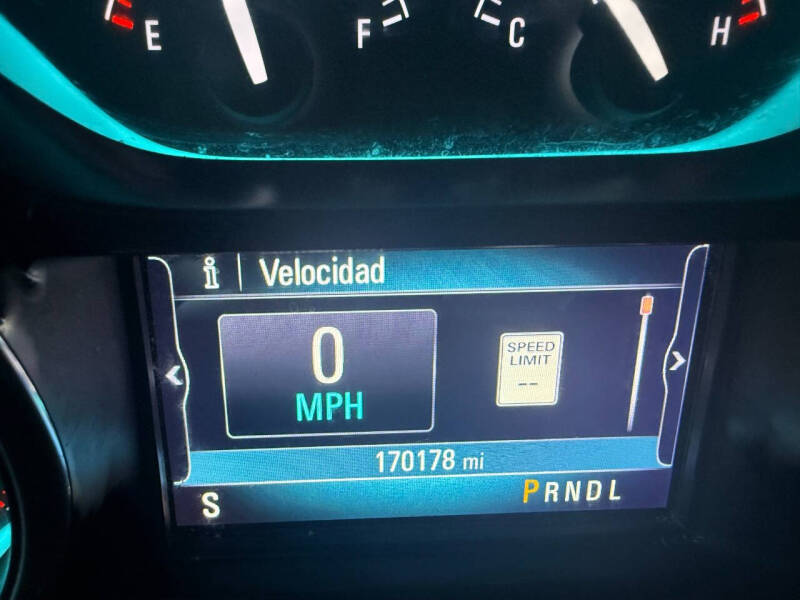 E F C H
i Velocidad
0
MPH
SPEED
LIMIT
--
170178 mi
S PRNDL